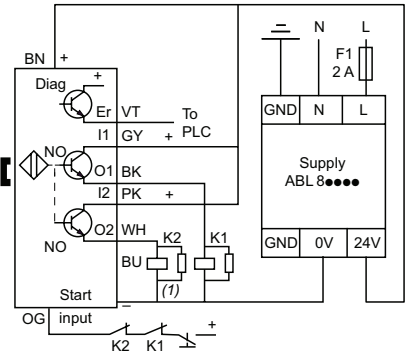 N L
BN +
F1
2 A
Diag +
Er VT To PLC
GND N L
I1 GY +
NO
O1 BK
Supply
ABL 8●●●●
I2 PK +
O2 WH
NO
K2 K1
BU
GND 0V 24V
(1)
Start input
–
OG
+
K2 K1